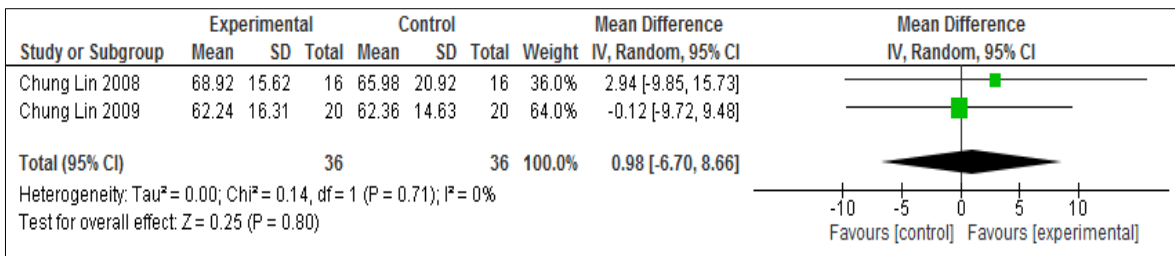 Experimental Control Mean Difference Mean Difference
Study or Subgroup Mean SD Total Mean SD Total Weight IV, Random, 95% CI IV, Random, 95% CI
Chung Lin 2008 68.92 15.62 16 65.98 20.92 16 36.0% 2.94 [-9.85, 15.73]
Chung Lin 2009 62.24 16.31 20 62.36 14.63 20 64.0% -0.12 [-9.72, 9.48]
Total (95% CI) 36 36 100.0% 0.98 [-6.70, 8.66]
Heterogeneity: Tau² = 0.00; Chi² = 0.14, df = 1 (P = 0.71); I² = 0%
Test for overall effect: Z = 0.25 (P = 0.80)
-10 -5 0 5 10
Favours [control] Favours [experimental]